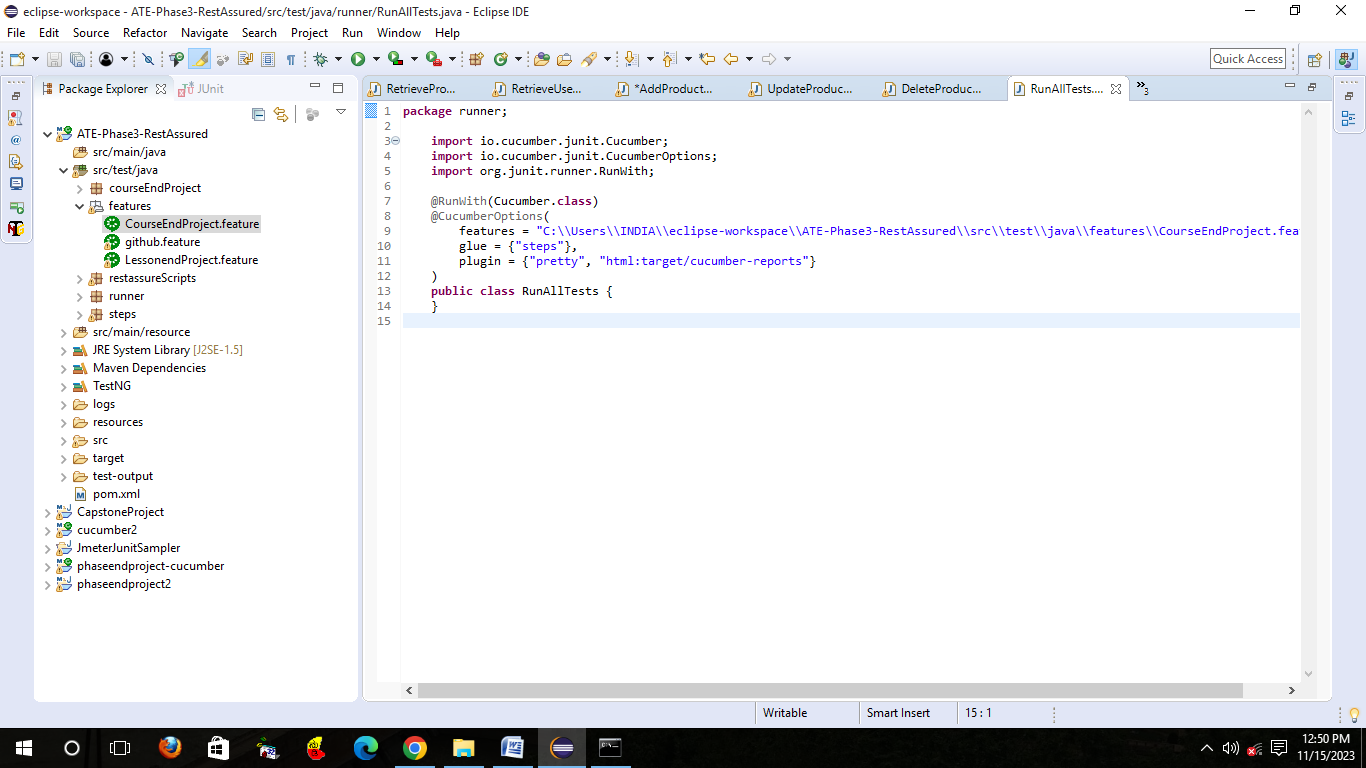 eclipse-workspace - ATE-Phase3-RestAssured/src/test/java/runner/RunAllTests.java - Eclipse IDE
File Edit Source Refactor Navigate Search Project Run Window Help
Quick Access
Package Explorer JUnit
RetrievePro... RetrieveUse... *AddProduct... UpdateProduc... DeleteProduc... RunAllTests.... »3
ATE-Phase3-RestAssured
src/main/java
src/test/java
courseEndProject
features
CourseEndProject.feature
github.feature
LessonendProject.feature
restassureScripts
runner
steps
src/main/resource
JRE System Library [J2SE-1.5]
Maven Dependencies
TestNG
logs
resources
src
target
test-output
pom.xml
CapstoneProject
cucumber2
JmeterJunitSampler
phaseendproject-cucumber
phaseendproject2
1 package runner;
2
3 import io.cucumber.junit.Cucumber;
4 import io.cucumber.junit.CucumberOptions;
5 import org.junit.runner.RunWith;
6
7 @RunWith(Cucumber.class)
8 @CucumberOptions(
9 features = "C:\\Users\\INDIA\\eclipse-workspace\\ATE-Phase3-RestAssured\\src\\test\\java\\features\\CourseEndProject.fea
10 glue = {"steps"},
11 plugin = {"pretty", "html:target/cucumber-reports"}
12 )
13 public class RunAllTests {
14 }
15
Writable Smart Insert 15 : 1
12:50 PM
11/15/2023